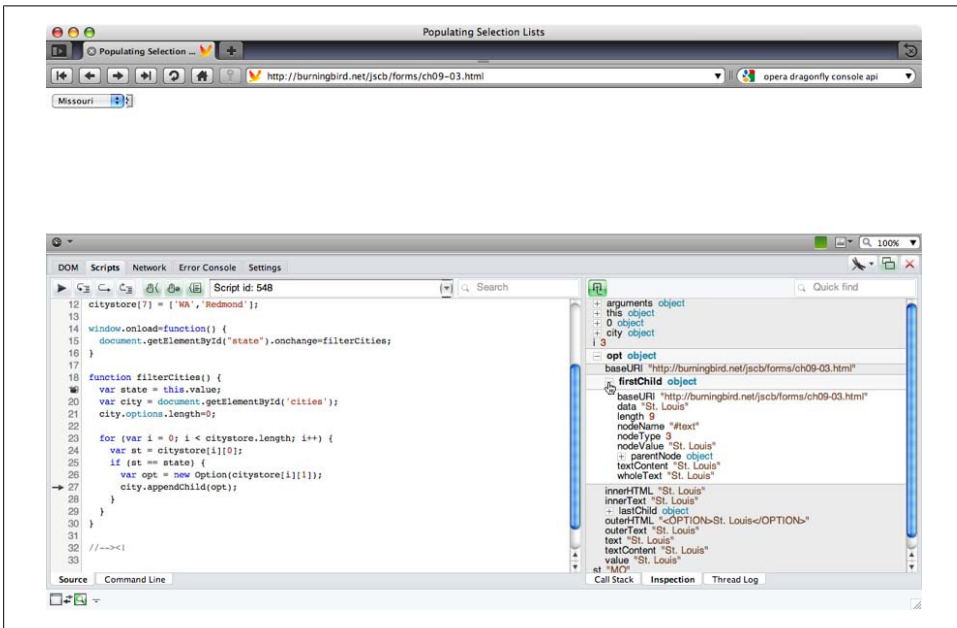 Populating Selection Lists
Populating Selection ...
http://burningbird.net/jscb/forms/ch09-03.html
opera dragonfly console api
Missouri
100%
DOM Scripts Network Error Console Settings
Script id: 548
Search
Quick find
12 citystore[7] = ['WA','Redmond'];
13
14 window.onload=function() {
15 document.getElementById("state").onchange=filterCities;
16 }
17
18 function filterCities() {
var state = this.value;
20 var city = document.getElementById('cities');
21 city.options.length=0;
22
23 for (var i = 0; i < citystore.length; i++) {
24 var st = citystore[i][0];
25 if (st == state) {
26 var opt = new Option(citystore[i][1]);
27 city.appendChild(opt);
28 }
29 }
30 }
31
32 //--><!
33
+ arguments object
+ this object
+ 0 object
+ city object
i 3
− opt object
baseURI "http://burningbird.net/jscb/forms/ch09-03.html"
firstChild object
baseURI "http://burningbird.net/jscb/forms/ch09-03.html"
data "St. Louis"
length 9
nodeName "#text"
nodeType 3
nodeValue "St. Louis"
+ parentNode object
textContent "St. Louis"
wholeText "St. Louis"
innerHTML "St. Louis"
innerText "St. Louis"
+ lastChild object
outerHTML "<OPTION>St. Louis</OPTION>"
outerText "St. Louis"
text "St. Louis"
textContent "St. Louis"
value "St. Louis"
st "MO"
Source Command Line
Call Stack Inspection Thread Log